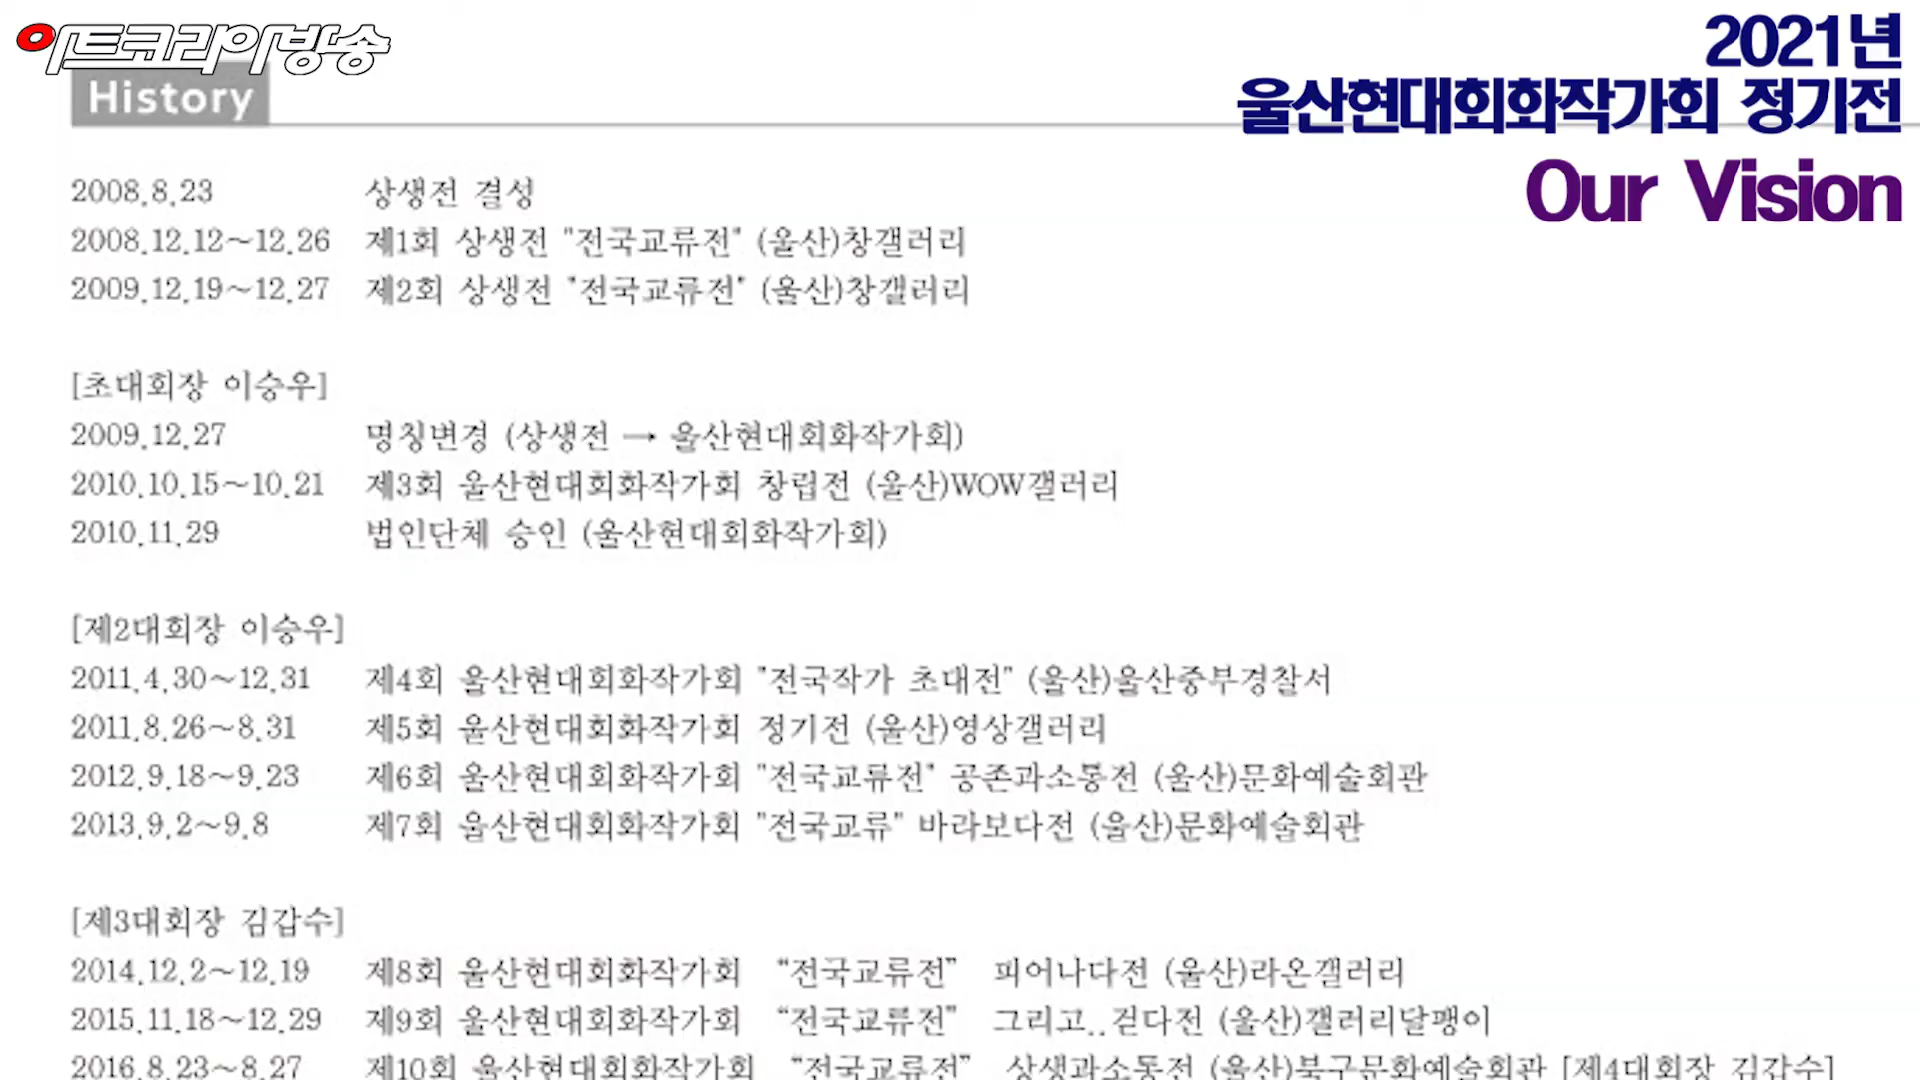 아트코리아방송
2021년
울산현대회화작가회 정기전
Our Vision
History
2008.8.23 상생전 결성
2008.12.12~12.26 제1회 상생전 "전국교류전" (울산)창갤러리
2009.12.19~12.27 제2회 상생전 "전국교류전" (울산)창갤러리
[초대회장 이승우]
2009.12.27 명칭변경 (상생전 → 울산현대회화작가회)
2010.10.15~10.21 제3회 울산현대회화작가회 창립전 (울산)WOW갤러리
2010.11.29 법인단체 승인 (울산현대회화작가회)
[제2대회장 이승우]
2011.4.30~12.31 제4회 울산현대회화작가회 "전국작가 초대전" (울산)울산중부경찰서
2011.8.26~8.31 제5회 울산현대회화작가회 정기전 (울산)영상갤러리
2012.9.18~9.23 제6회 울산현대회화작가회 "전국교류전" 공존과소통전 (울산)문화예술회관
2013.9.2~9.8 제7회 울산현대회화작가회 "전국교류" 바라보다전 (울산)문화예술회관
[제3대회장 김갑수]
2014.12.2~12.19 제8회 울산현대회화작가회 “전국교류전” 피어나다전 (울산)라온갤러리
2015.11.18~12.29 제9회 울산현대회화작가회 “전국교류전” 그리고..걷다전 (울산)갤러리달팽이
2016.8.23~8.27 제10회 울산현대회화작가회 “전국교류전” 상생과소통전 (울산)북구문화예술회관 [제4대회장 김갑수]